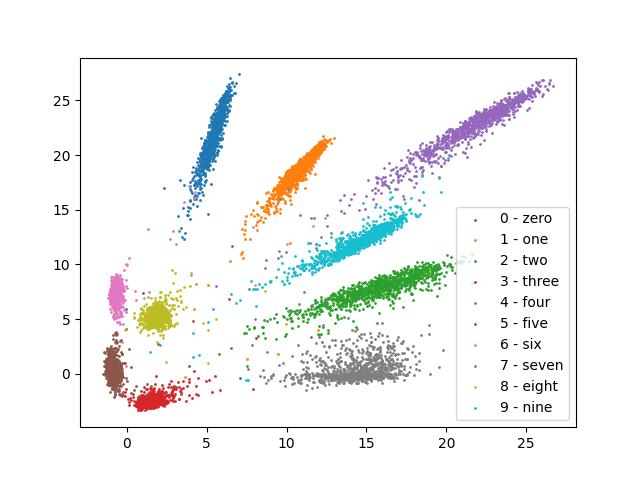 25
20
15
10
5
0
0 5 10 15 20 25
0 - zero
1 - one
2 - two
3 - three
4 - four
5 - five
6 - six
7 - seven
8 - eight
9 - nine